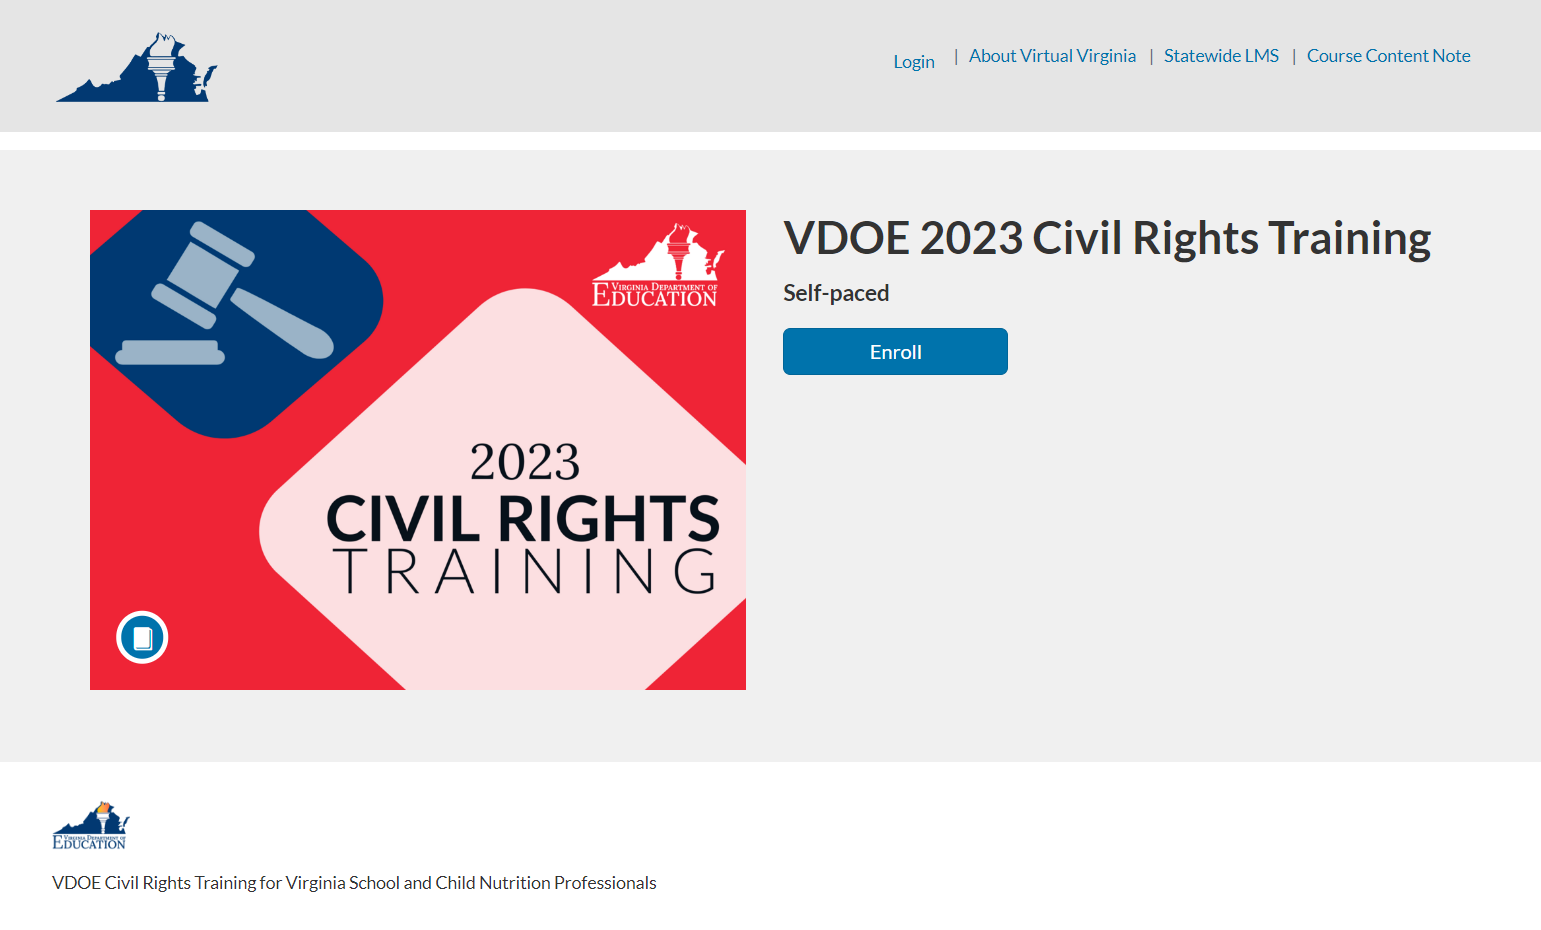 Login | About Virtual Virginia | Statewide LMS | Course Content Note
VIRGINIA DEPARTMENT OF
EDUCATION
2023
CIVIL RIGHTS
TRAINING
VDOE 2023 Civil Rights Training
Self-paced
Enroll
VIRGINIA DEPARTMENT OF
EDUCATION
VDOE Civil Rights Training for Virginia School and Child Nutrition Professionals